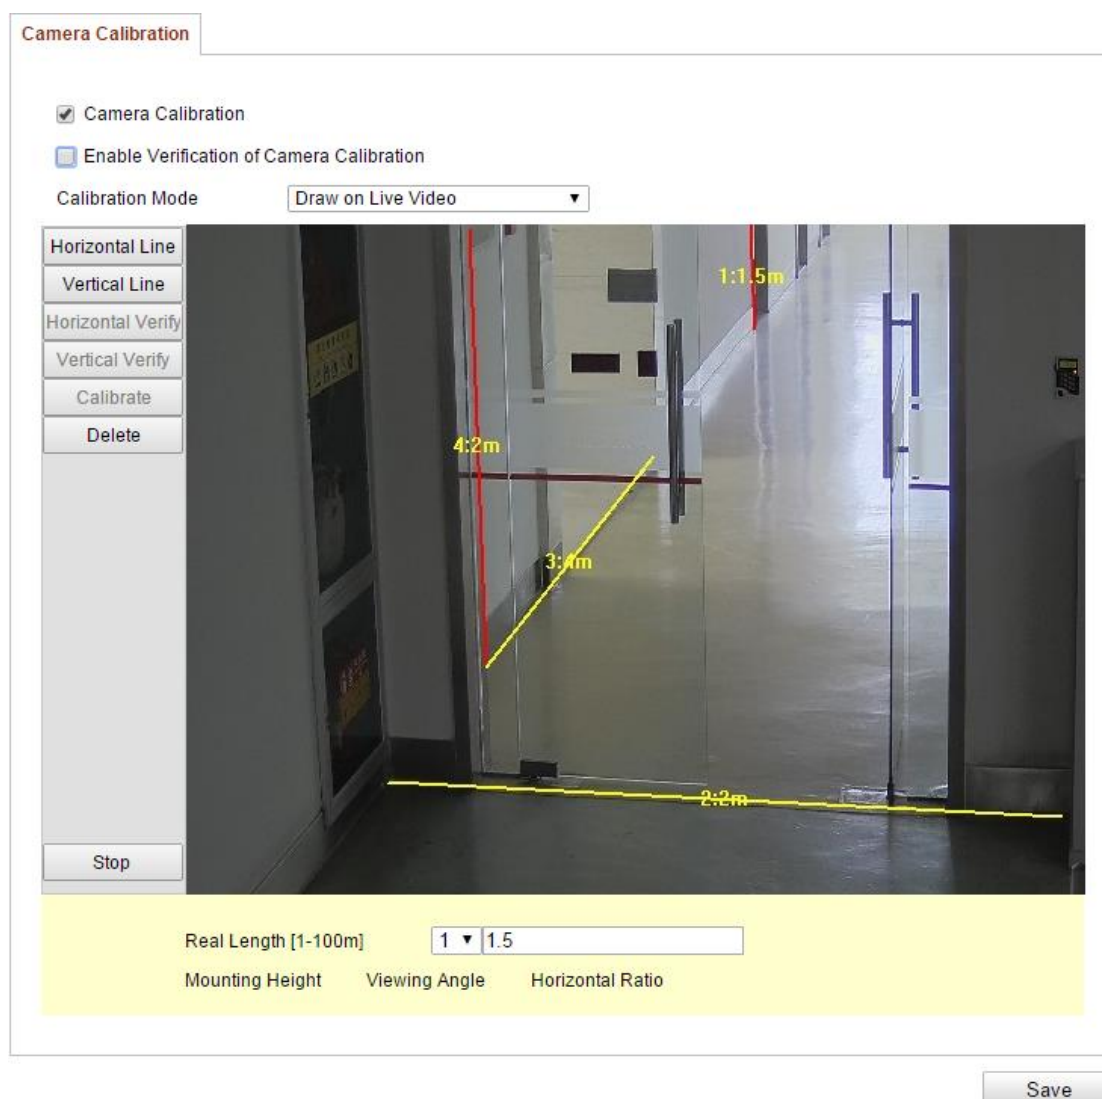 Camera Calibration
Camera Calibration
Enable Verification of Camera Calibration
Calibration Mode Draw on Live Video
Horizontal Line
Vertical Line
Horizontal Verify
Vertical Verify
Calibrate
Delete
1:1.5m
4:2m
3:4m
2:2m
Stop
Real Length [1-100m] 1 1.5
Mounting Height Viewing Angle Horizontal Ratio
Save